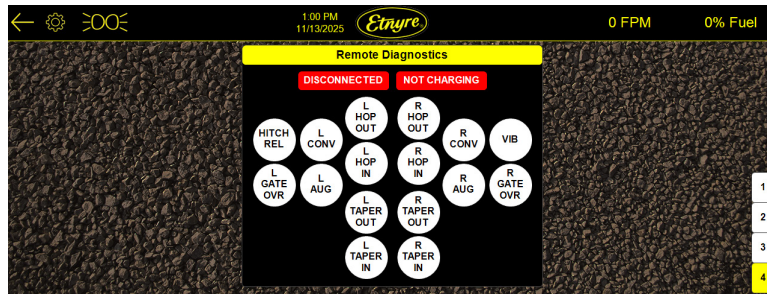 1:00 PM
11/13/2025
Etnyre
0 FPM
0% Fuel
Remote Diagnostics
DISCONNECTED
NOT CHARGING
L
HOP
OUT
R
HOP
OUT
HITCH
REL
L
CONV
R
CONV
VIB
L
HOP
IN
R
HOP
IN
L
GATE
OVR
L
AUG
R
AUG
R
GATE
OVR
L
TAPER
OUT
R
TAPER
OUT
L
TAPER
IN
R
TAPER
IN
1
2
3
4